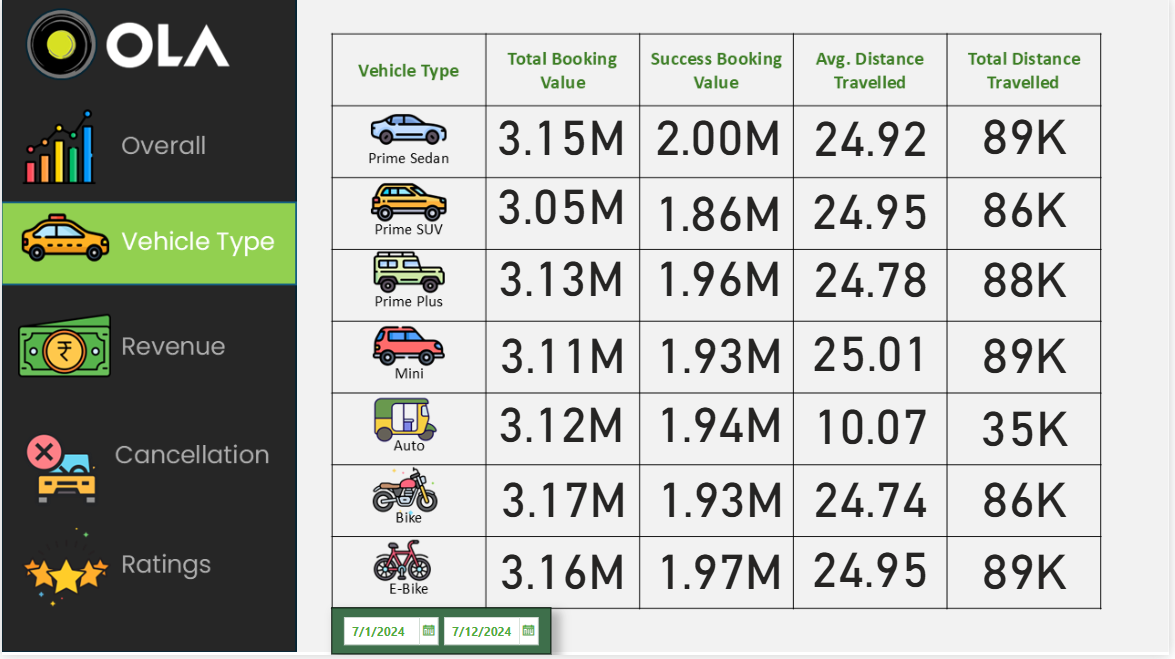 OLA
Overall
Vehicle Type
Revenue
₹
Cancellation
Ratings
Vehicle Type Total Booking Value Success Booking Value Avg. Distance Travelled Total Distance Travelled
Prime Sedan 3.15M 2.00M 24.92 89K
Prime SUV 3.05M 1.86M 24.95 86K
Prime Plus 3.13M 1.96M 24.78 88K
Mini 3.11M 1.93M 25.01 89K
Auto 3.12M 1.94M 10.07 35K
Bike 3.17M 1.93M 24.74 86K
E-Bike 3.16M 1.97M 24.95 89K
7/1/2024 7/12/2024